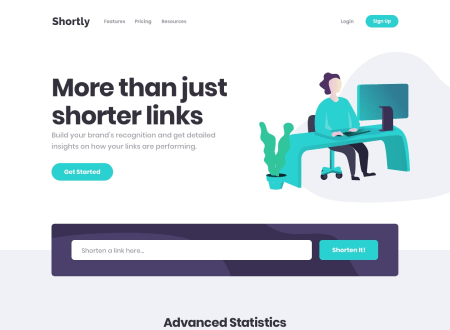 Shortly
Features Pricing Resources
Login
Sign Up
More than just
shorter links
Build your brand's recognition and get detailed
insights on how your links are performing.
Get Started
Shorten a link here...
Shorten It!
Advanced Statistics